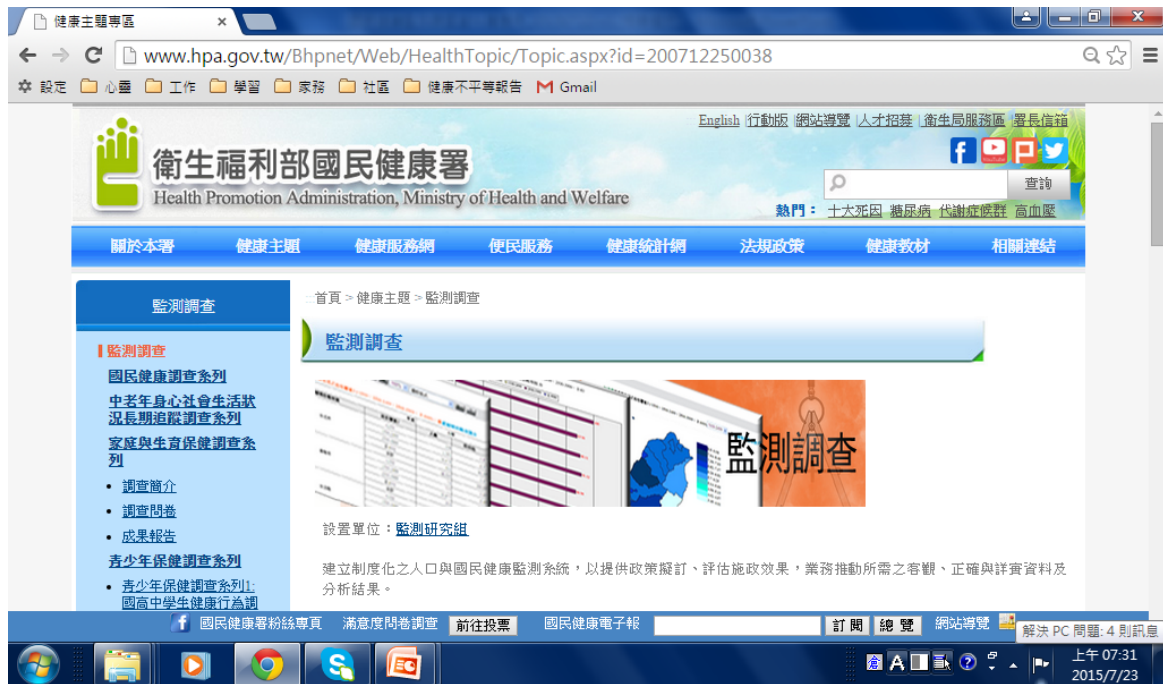 健康主題專區
www.hpa.gov.tw/Bhpnet/Web/HealthTopic/Topic.aspx?id=200712250038
設定 心靈 工作 學習 家務 社區 健康不平等報告 Gmail
English 行動版 網站導覽 人才招募 衛生局服務區 署長信箱
衛生福利部國民健康署
Health Promotion Administration, Ministry of Health and Welfare
查詢
熱門： 十大死因 糖尿病 代謝症候群 高血壓
關於本署 健康主題 健康服務網 便民服務 健康統計網 法規政策 健康教材 相關連結
監測調查
監測調查
國民健康調查系列
中老年身心社會生活狀
況長期追蹤調查系列
家庭與生育保健調查系
列
• 調查簡介
• 調查問卷
• 成果報告
青少年保健調查系列
• 青少年保健調查系列1:
國高中學生健康行為調
首頁 > 健康主題 > 監測調查
監測調查
監測調查
設置單位：監測研究組
建立制度化之人口與國民健康監測系統，以提供政策擬訂、評估施政效果，業務推動所需之客觀、正確與詳實資料及
分析結果。
國民健康署粉絲專頁 滿意度問卷調查 前往投票 國民健康電子報 訂閱 總覽 網站導覽
解決 PC 問題: 4 則訊息
上午 07:31
2015/7/23